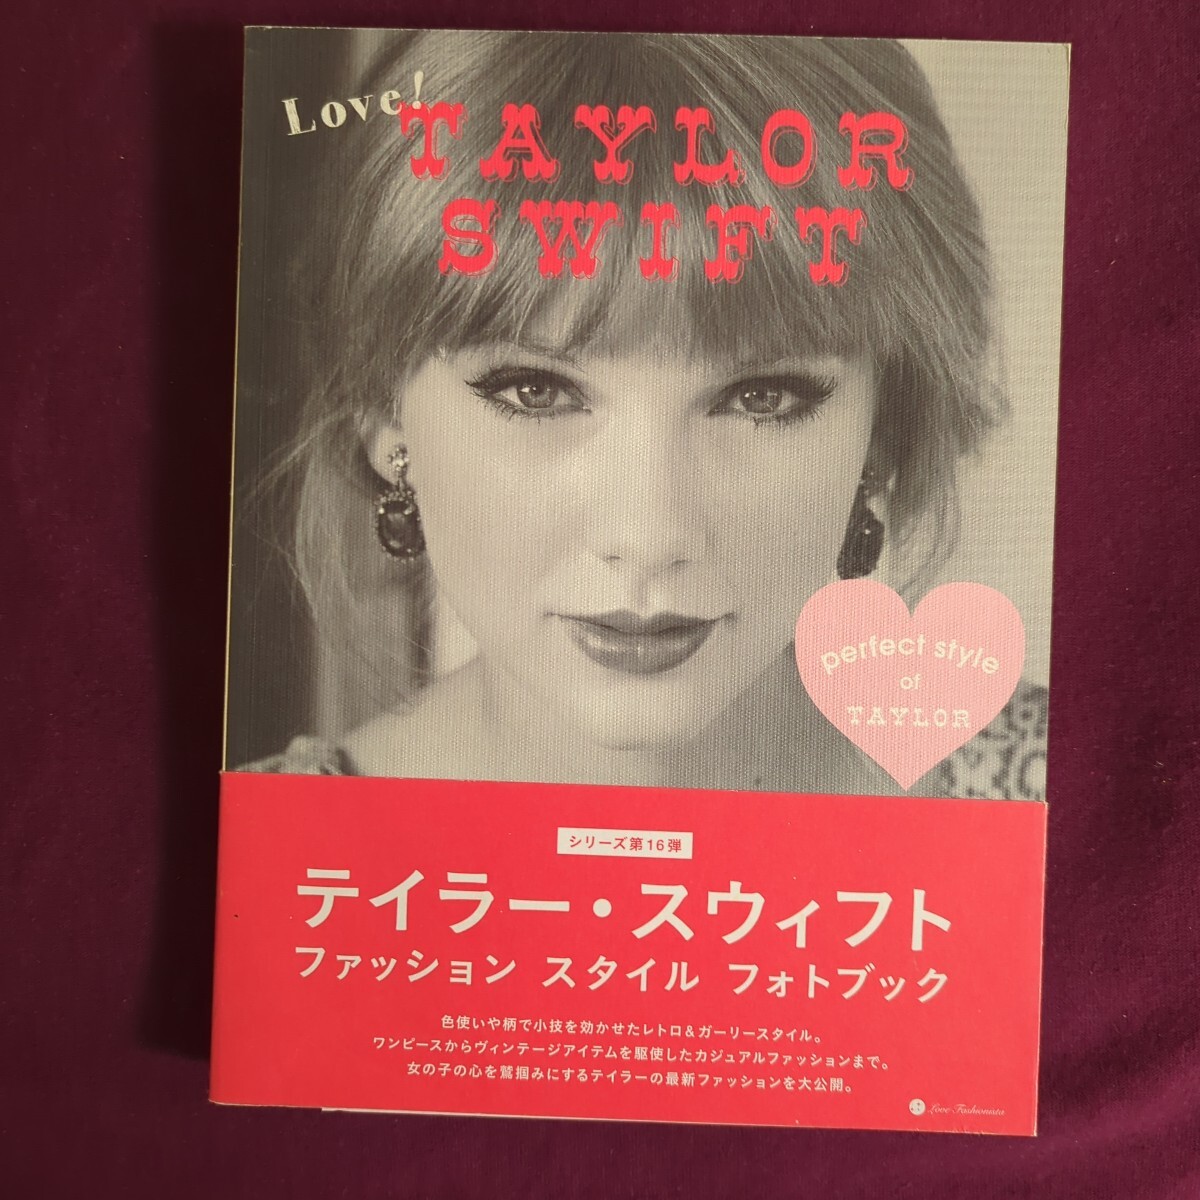 Love!
TAYLOR
SWIFT
perfect style
of
TAYLOR
シリーズ第16弾
テイラー・スウィフト
ファッション スタイル フォトブック
色使いや柄で小技を効かせたレトロ&ガーリースタイル。
ワンピースからヴィンテージアイテムを駆使したカジュアルファッションまで。
女の子の心を鷲掴みにするテイラーの最新ファッションを大公開。
Love Fashionista